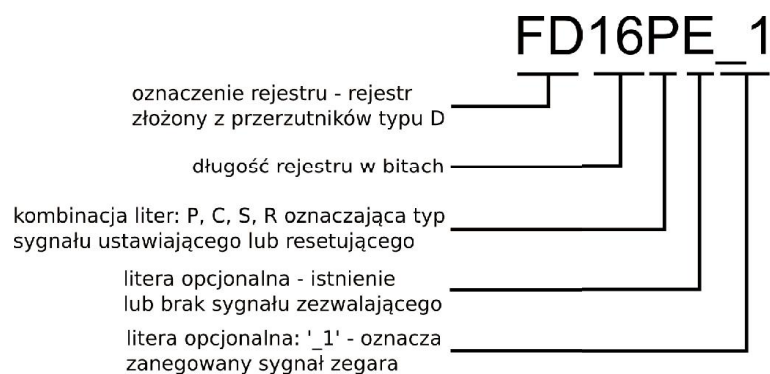 FD16PE_1
oznaczenie rejestru - rejestr
złożony z przerzutników typu D
długość rejestru w bitach
kombinacja liter: P, C, S, R oznaczająca typ
sygnału ustawiającego lub resetującego
litera opcjonalna - istnienie
lub brak sygnału zezwalającego
litera opcjonalna: '_1' - oznacza
zanegowany sygnał zegara